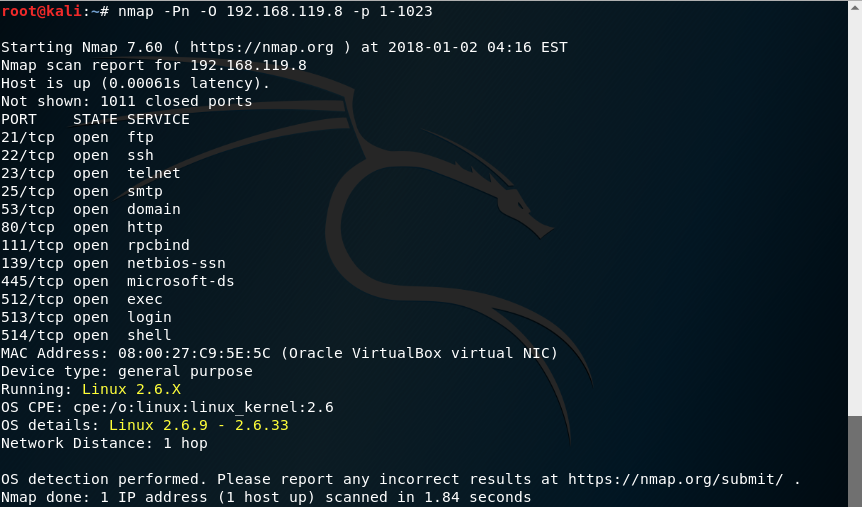 root@kali:~# nmap -Pn -O 192.168.119.8 -p 1-1023
Starting Nmap 7.60 ( https://nmap.org ) at 2018-01-02 04:16 EST
Nmap scan report for 192.168.119.8
Host is up (0.00061s latency).
Not shown: 1011 closed ports
PORT    STATE SERVICE
21/tcp  open  ftp
22/tcp  open  ssh
23/tcp  open  telnet
25/tcp  open  smtp
53/tcp  open  domain
80/tcp  open  http
111/tcp open  rpcbind
139/tcp open  netbios-ssn
445/tcp open  microsoft-ds
512/tcp open  exec
513/tcp open  login
514/tcp open  shell
MAC Address: 08:00:27:C9:5E:5C (Oracle VirtualBox virtual NIC)
Device type: general purpose
Running: Linux 2.6.X
OS CPE: cpe:/o:linux:linux_kernel:2.6
OS details: Linux 2.6.9 - 2.6.33
Network Distance: 1 hop
OS detection performed. Please report any incorrect results at https://nmap.org/submit/ .
Nmap done: 1 IP address (1 host up) scanned in 1.84 seconds